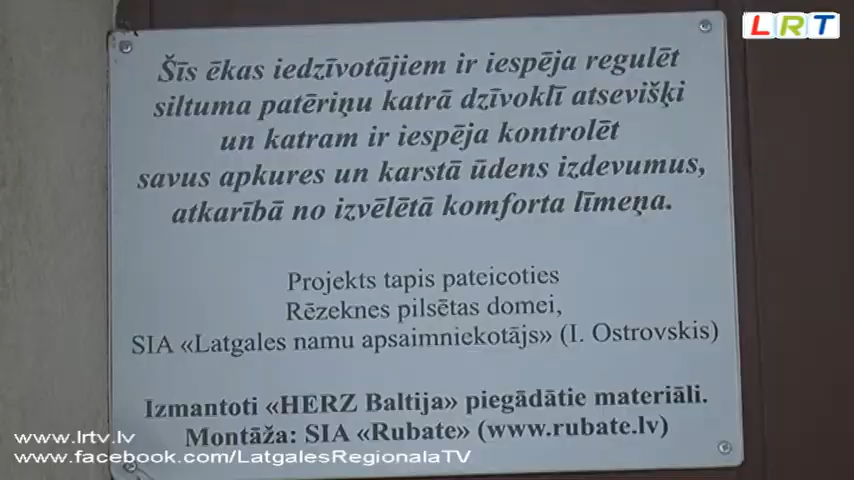 LRT
Šīs ēkas iedzīvotājiem ir iespēja regulēt
siltuma patēriņu katrā dzīvoklī atsevišķi
un katram ir iespēja kontrolēt
savus apkures un karstā ūdens izdevumus,
atkarībā no izvēlētā komforta līmeņa.
Projekts tapis pateicoties
Rēzeknes pilsētas domei,
SIA «Latgales namu apsaimniekotājs» (I. Ostrovskis)
Izmantoti «HERZ Baltija» piegādātie materiāli.
Montāža: SIA «Rubate» (www.rubate.lv)
www.lrtv.lv
www.facebook.com/LatgalesRegionalaTV